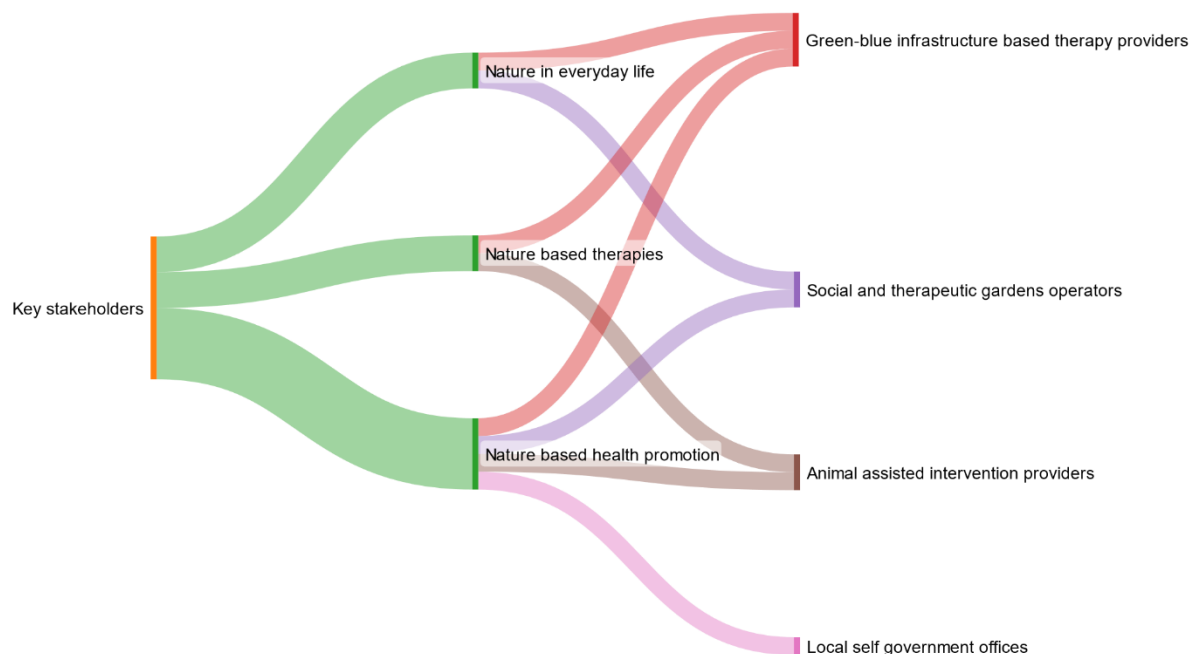 Green-blue infrastructure based therapy providers
Nature in everyday life
Nature based therapies
Social and therapeutic gardens operators
Key stakeholders
Nature based health promotion
Animal assisted intervention providers
Local self government offices